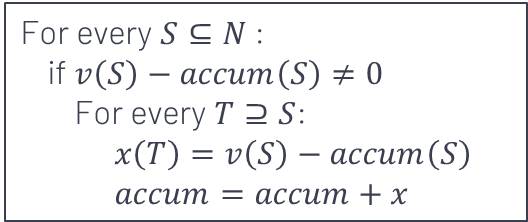 For every S ⊆ N :
if v(S) − accum(S) ≠ 0
For every T ⊇ S:
x(T) = v(S) − accum(S)
accum = accum + x